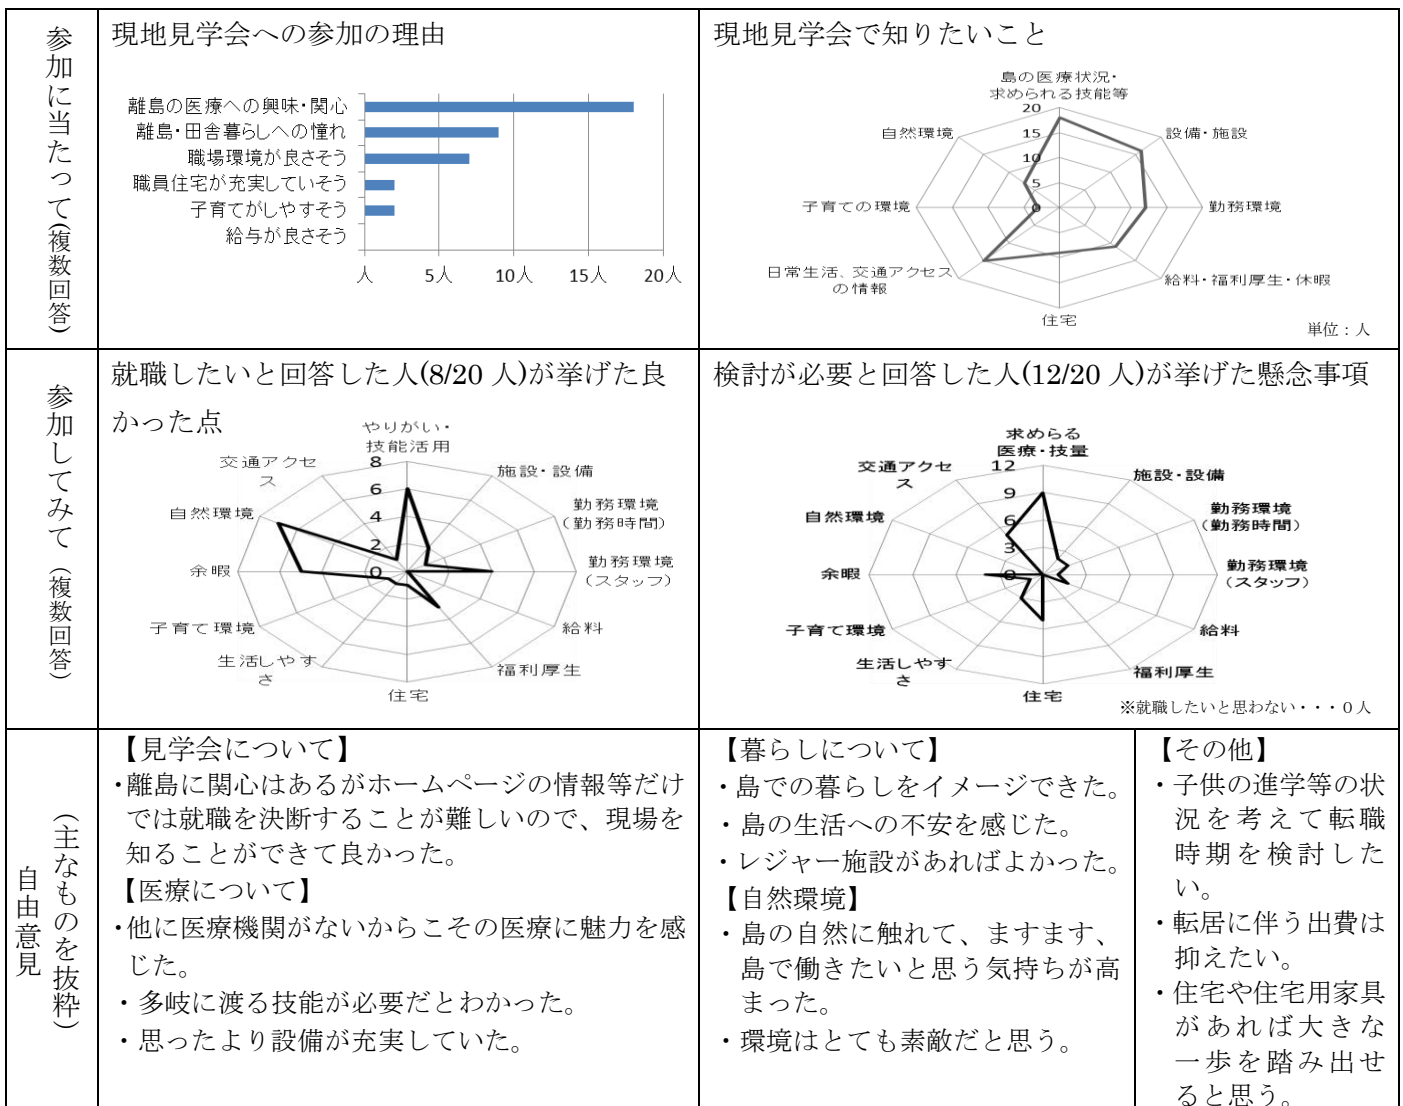 参加に当たって(複数回答)
現地見学会への参加の理由
離島の医療への興味・関心
離島・田舎暮らしへの憧れ
職場環境が良さそう
職員住宅が充実していそう
子育てがしやすそう
給与が良さそう
人
5人
10人
15人
20人
現地見学会で知りたいこと
島の医療状況・
求められる技能等
20
15
10
5
0
設備・施設
勤務環境
給料・福利厚生・休暇
住宅
日常生活、交通アクセス
の情報
子育ての環境
自然環境
単位：人
参加してみて（複数回答）
就職したいと回答した人(8/20 人)が挙げた良
かった点
やりがい・
技能活用
8
6
4
2
0
施設・設備
勤務環境
（勤務時間）
勤務環境
（スタッフ）
給料
福利厚生
住宅
生活しやす
さ
子育て環境
余暇
自然環境
交通アクセ
ス
検討が必要と回答した人(12/20 人)が挙げた懸念事項
求めらる
医療・技量
12
9
6
3
0
施設・設備
勤務環境
（勤務時間）
勤務環境
（スタッフ）
給料
福利厚生
住宅
生活しやす
さ
子育て環境
余暇
自然環境
交通アクセ
ス
※就職したいと思わない・・・０人
自由意見
（主なものを抜粋）
【見学会について】
・離島に関心はあるがホームページの情報等だけ
では就職を決断することが難しいので、現場を
知ることができて良かった。
【医療について】
・他に医療機関がないからこその医療に魅力を感
じた。
・多岐に渡る技能が必要だとわかった。
・思ったより設備が充実していた。
【暮らしについて】
・島での暮らしをイメージできた。
・島の生活への不安を感じた。
・レジャー施設があればよかった。
【自然環境】
・島の自然に触れて、ますます、
島で働きたいと思う気持ちが高
まった。
・環境はとても素敵だと思う。
【その他】
・子供の進学等の状
況を考えて転職
時期を検討した
い。
・転居に伴う出費は
抑えたい。
・住宅や住宅用家具
があれば大きな
一歩を踏み出せ
ると思う。